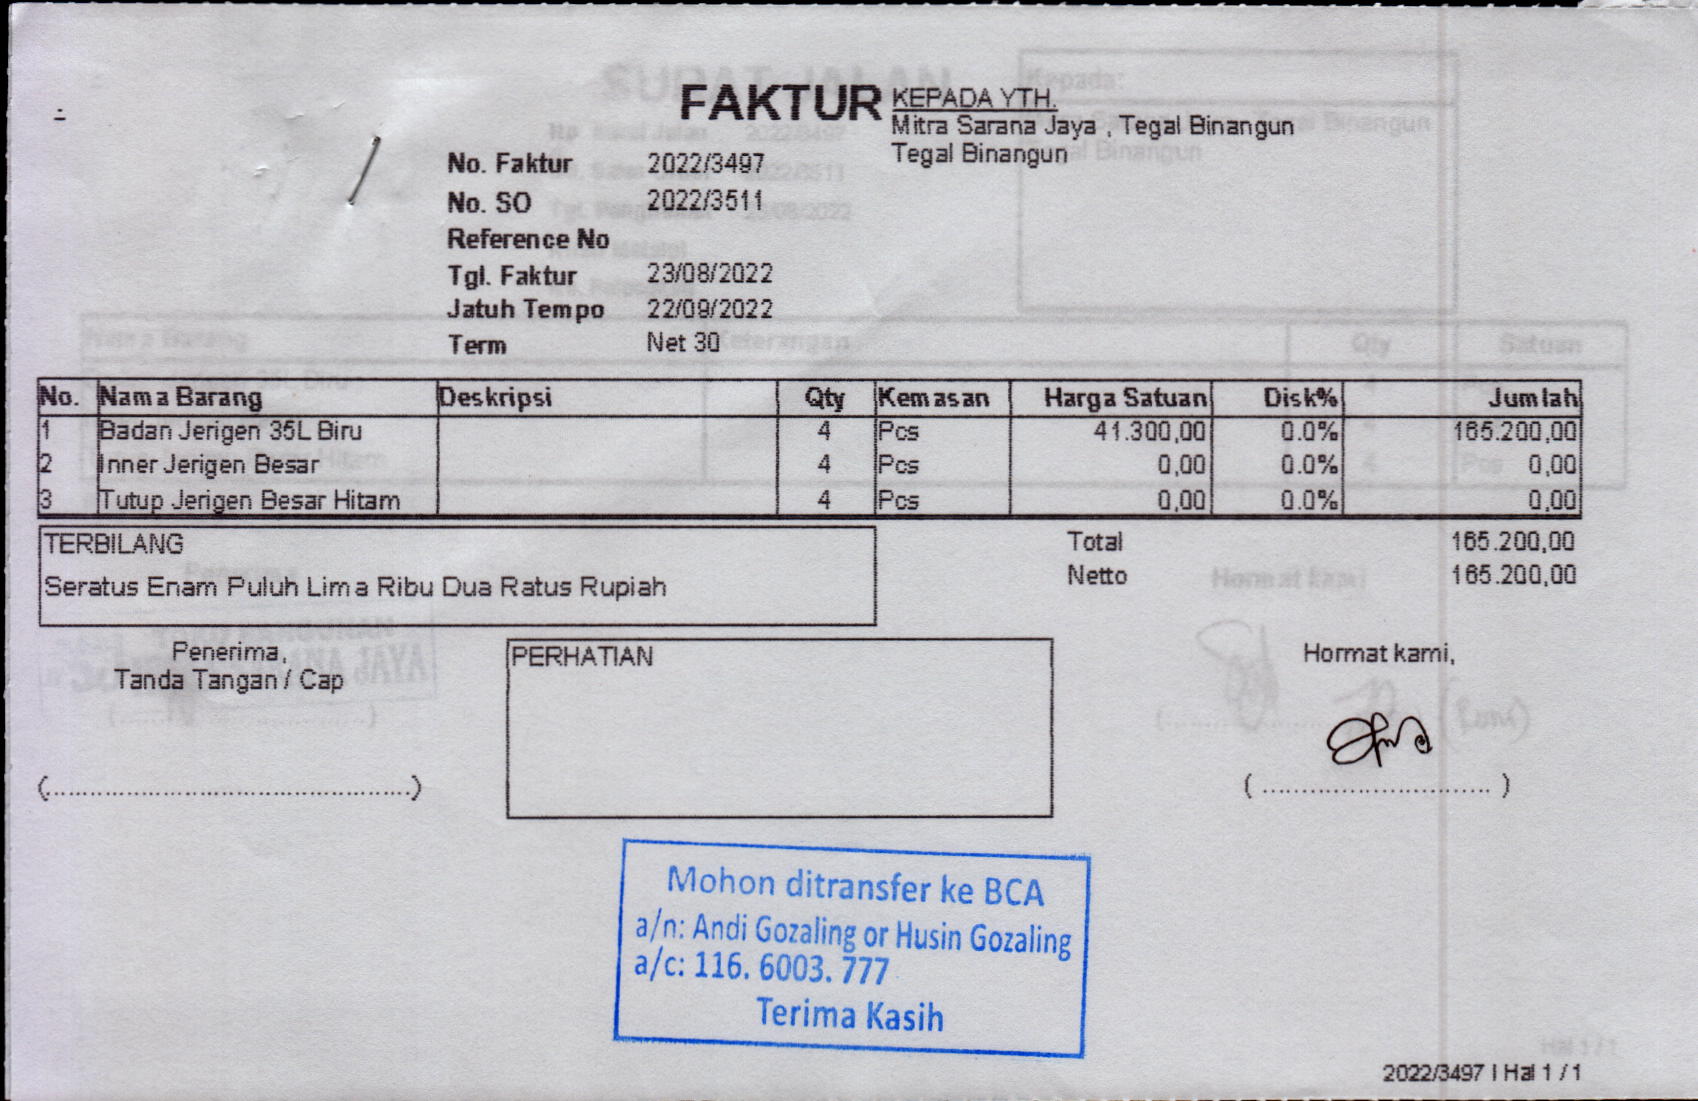 FAKTUR
KEPADA YTH.
Mitra Sarana Jaya , Tegal Binangun
Tegal Binangun
No. Faktur 2022/3497
No. SO 2022/3511
Reference No
Tgl. Faktur 23/08/2022
Jatuh Tempo 22/09/2022
Term Net 30
No. Nama Barang Deskripsi Qty Kemasan Harga Satuan Disk% Jumlah
1 Badan Jerigen 35L Biru 4 Pcs 41.300,00 0.0% 165.200,00
2 Inner Jerigen Besar 4 Pcs 0,00 0.0% 0,00
3 Tutup Jerigen Besar Hitam 4 Pcs 0,00 0.0% 0,00
TERBILANG
Seratus Enam Puluh Lima Ribu Dua Ratus Rupiah
Total 165.200,00
Netto 165.200,00
Penerima,
Tanda Tangan / Cap
(..............................................)
PERHATIAN
Hormat kami,
( ............................. )
Mohon ditransfer ke BCA
a/n: Andi Gozaling or Husin Gozaling
a/c: 116. 6003. 777
Terima Kasih
2022/3497 | Hal 1 / 1